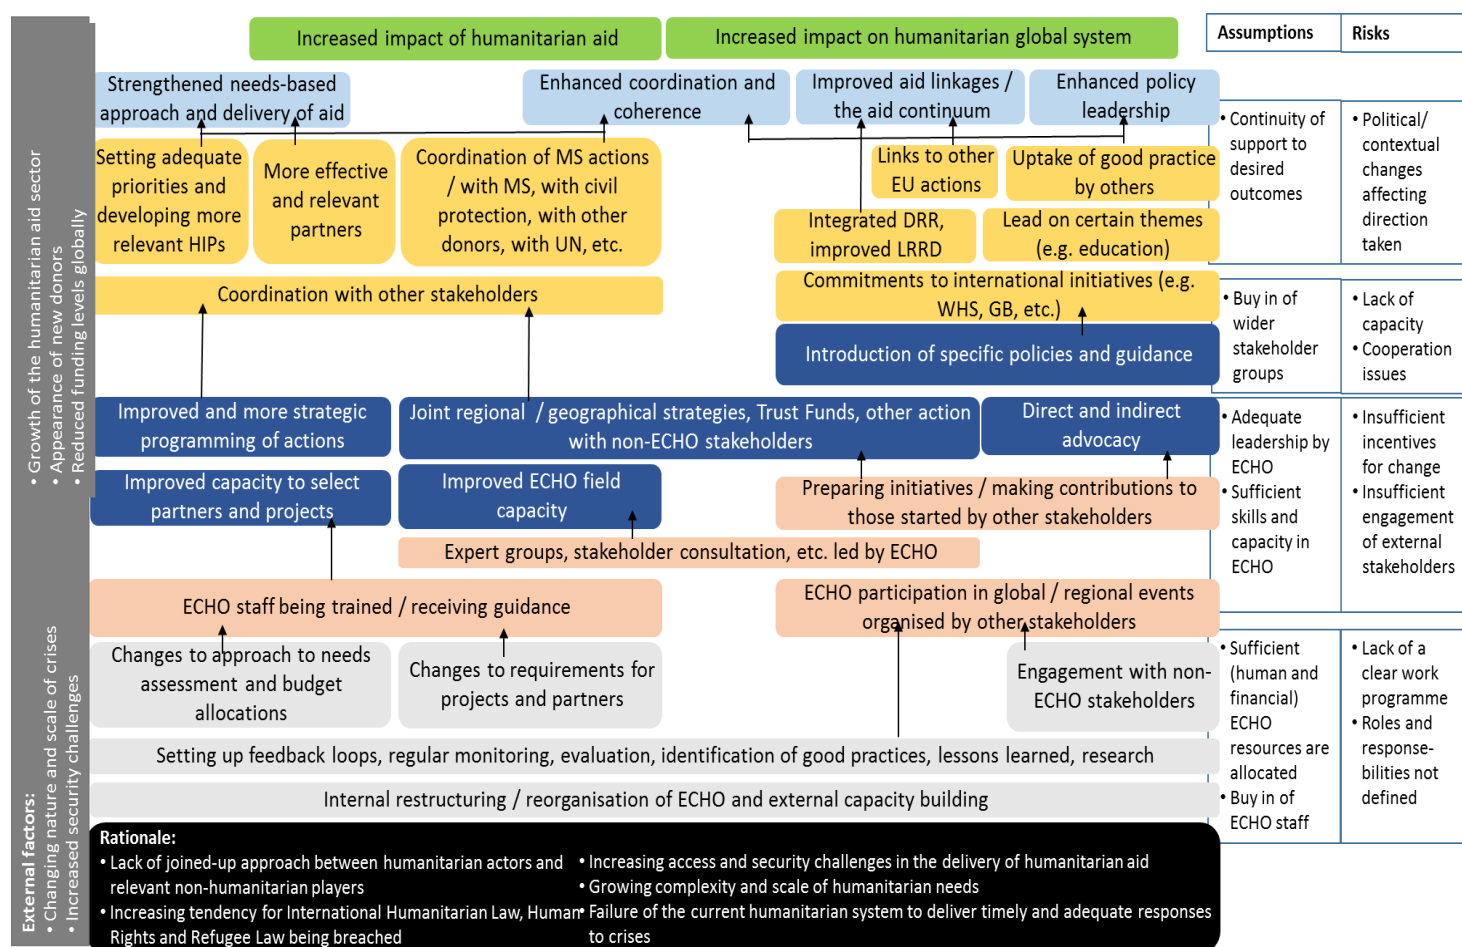 Increased impact of humanitarian aid
Increased impact on humanitarian global system
Assumptions
Risks
Strengthened needs-based
approach and delivery of aid
Enhanced coordination and
coherence
Improved aid linkages /
the aid continuum
Enhanced policy
leadership
Setting adequate
priorities and
developing more
relevant HIPs
More effective
and relevant
partners
Coordination of MS actions
/ with MS, with civil
protection, with other
donors, with UN, etc.
Links to other
EU actions
Uptake of good practice
by others
Integrated DRR,
improved LRRD
Lead on certain themes
(e.g. education)
• Continuity of
support to
desired
outcomes
• Political/
contextual
changes
affecting
direction
taken
Coordination with other stakeholders
Commitments to international initiatives (e.g.
WHS, GB, etc.)
Introduction of specific policies and guidance
• Buy in of
wider
stakeholder
groups
• Lack of
capacity
• Cooperation
issues
Improved and more strategic
programming of actions
Joint regional / geographical strategies, Trust Funds, other action
with non-ECHO stakeholders
Direct and indirect
advocacy
Improved capacity to select
partners and projects
Improved ECHO field
capacity
Preparing initiatives / making contributions to
those started by other stakeholders
Expert groups, stakeholder consultation, etc. led by ECHO
• Adequate
leadership by
ECHO
• Sufficient
skills and
capacity in
ECHO
• Insufficient
incentives
for change
• Insufficient
engagement
of external
stakeholders
ECHO staff being trained / receiving guidance
ECHO participation in global / regional events
organised by other stakeholders
Changes to approach to needs
assessment and budget
allocations
Changes to requirements for
projects and partners
Engagement with non-
ECHO stakeholders
Setting up feedback loops, regular monitoring, evaluation, identification of good practices, lessons learned, research
Internal restructuring / reorganisation of ECHO and external capacity building
• Sufficient
(human and
financial)
ECHO
resources are
allocated
• Buy in of
ECHO staff
• Lack of a
clear work
programme
• Roles and
response-
bilities not
defined
Rationale:
• Lack of joined-up approach between humanitarian actors and
relevant non-humanitarian players
• Increasing tendency for International Humanitarian Law, Human
Rights and Refugee Law being breached
• Increasing access and security challenges in the delivery of humanitarian aid
• Growing complexity and scale of humanitarian needs
• Failure of the current humanitarian system to deliver timely and adequate responses
to crises
External factors:
• Changing nature and scale of crises
• Increased security challenges
• Growth of the humanitarian aid sector
• Appearance of new donors
• Reduced funding levels globally